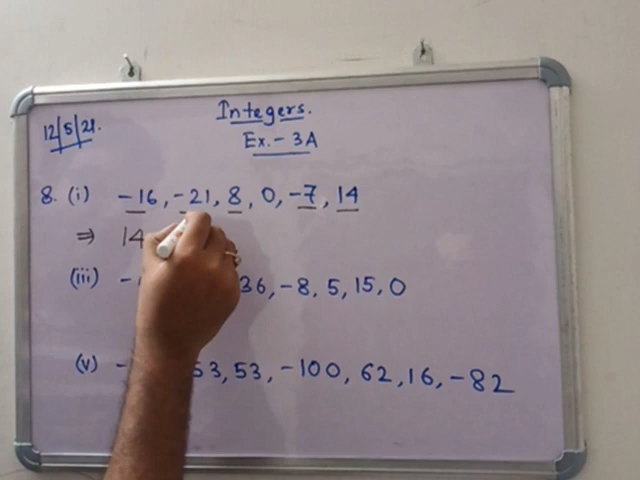 Integers.
12/5/21.
Ex.- 3A
8. (i) -16, -21, 8, 0, -7, 14
⇒ 14
(iii) - 36, -8, 5, 15, 0
(v) - 53, 53, -100, 62, 16, -82